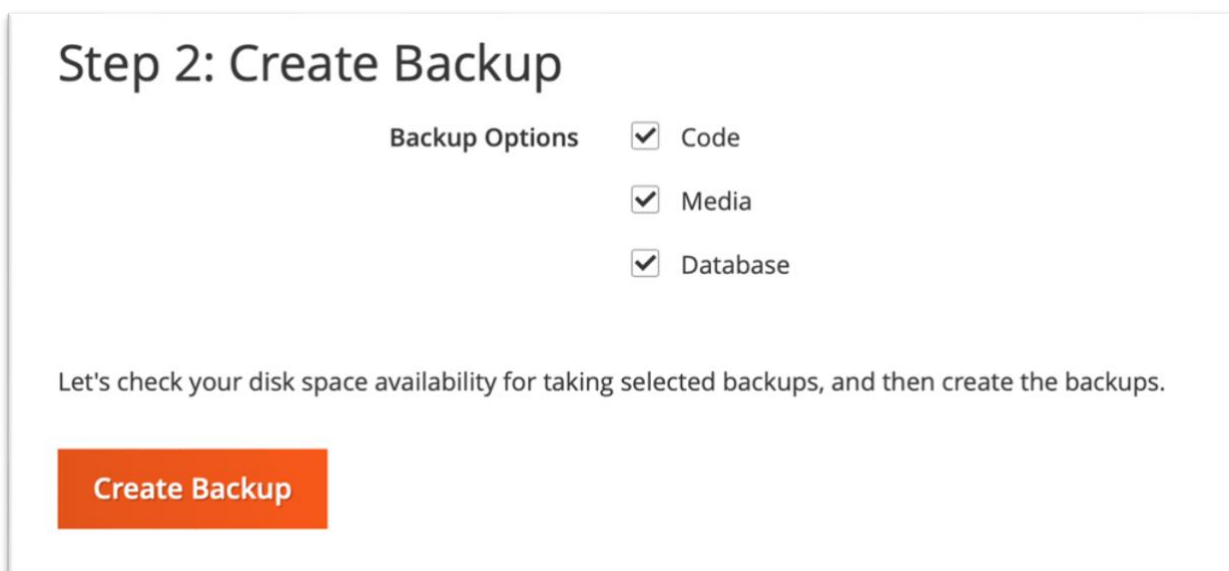 Step 2: Create Backup
Backup Options Code
Media
Database
Let's check your disk space availability for taking selected backups, and then create the backups.
Create Backup